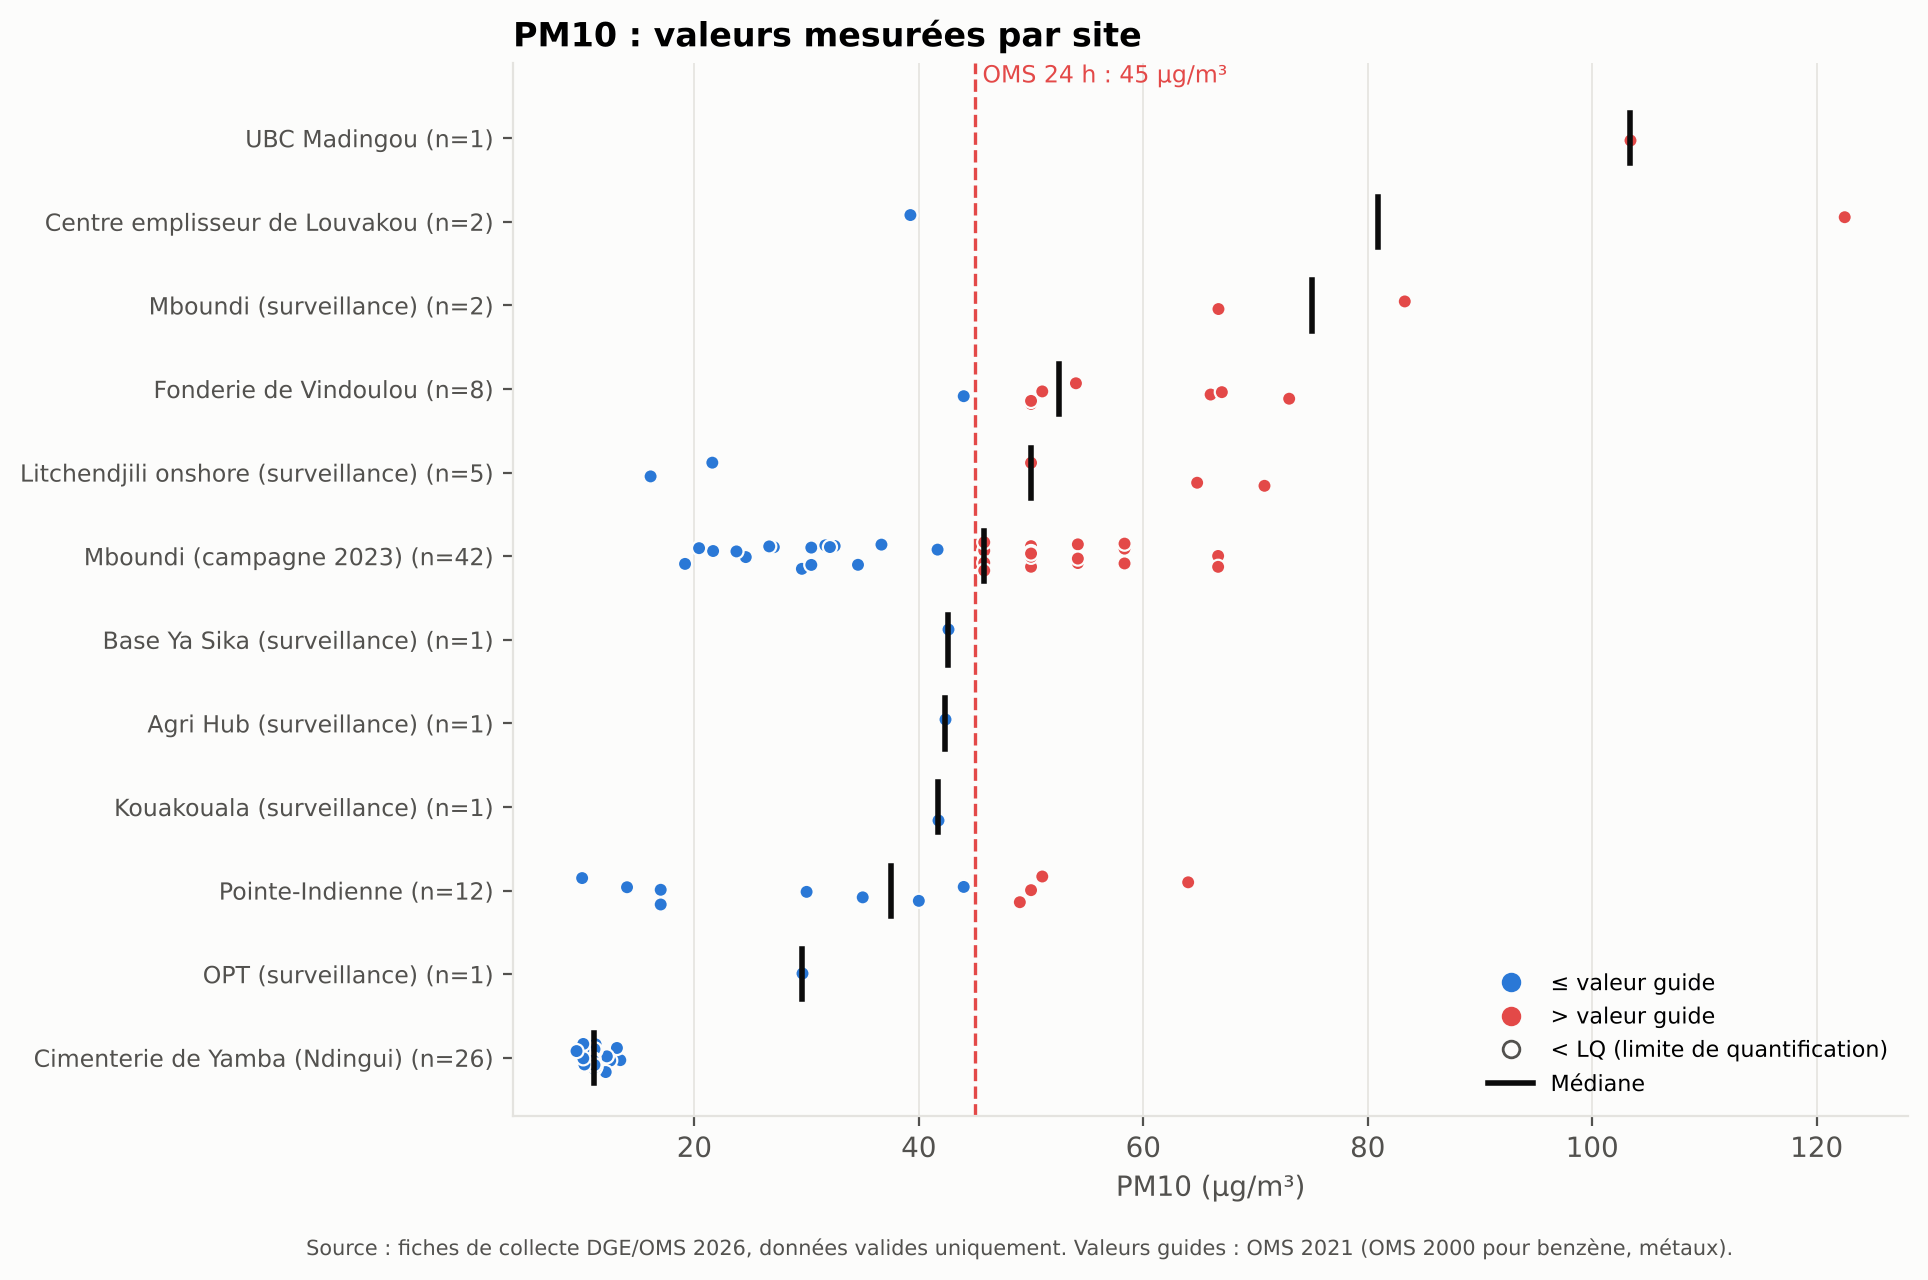 PM10 : valeurs mesurées par site
OMS 24 h : 45 µg/m³
UBC Madingou (n=1)
Centre emplisseur de Louvakou (n=2)
Mboundi (surveillance) (n=2)
Fonderie de Vindoulou (n=8)
Litchendjili onshore (surveillance) (n=5)
Mboundi (campagne 2023) (n=42)
Base Ya Sika (surveillance) (n=1)
Agri Hub (surveillance) (n=1)
Kouakouala (surveillance) (n=1)
Pointe-Indienne (n=12)
OPT (surveillance) (n=1)
Cimenterie de Yamba (Ndingui) (n=26)
≤ valeur guide
> valeur guide
< LQ (limite de quantification)
Médiane
20 40 60 80 100 120
PM10 (µg/m³)
Source : fiches de collecte DGE/OMS 2026, données valides uniquement. Valeurs guides : OMS 2021 (OMS 2000 pour benzène, métaux).